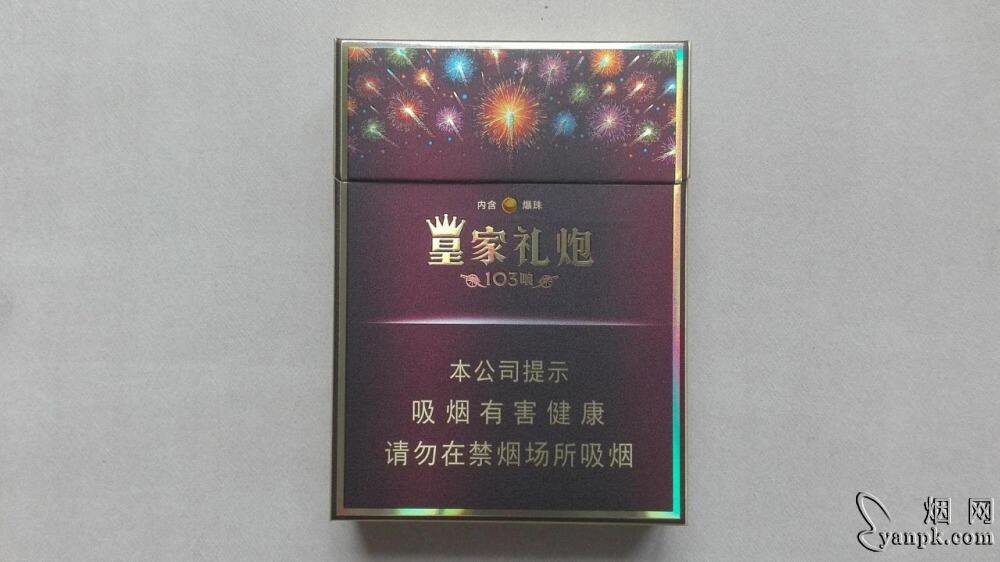 内含 爆珠
皇家礼炮
103响
本公司提示
吸烟有害健康
请勿在禁烟场所吸烟
烟网
yanpk.com